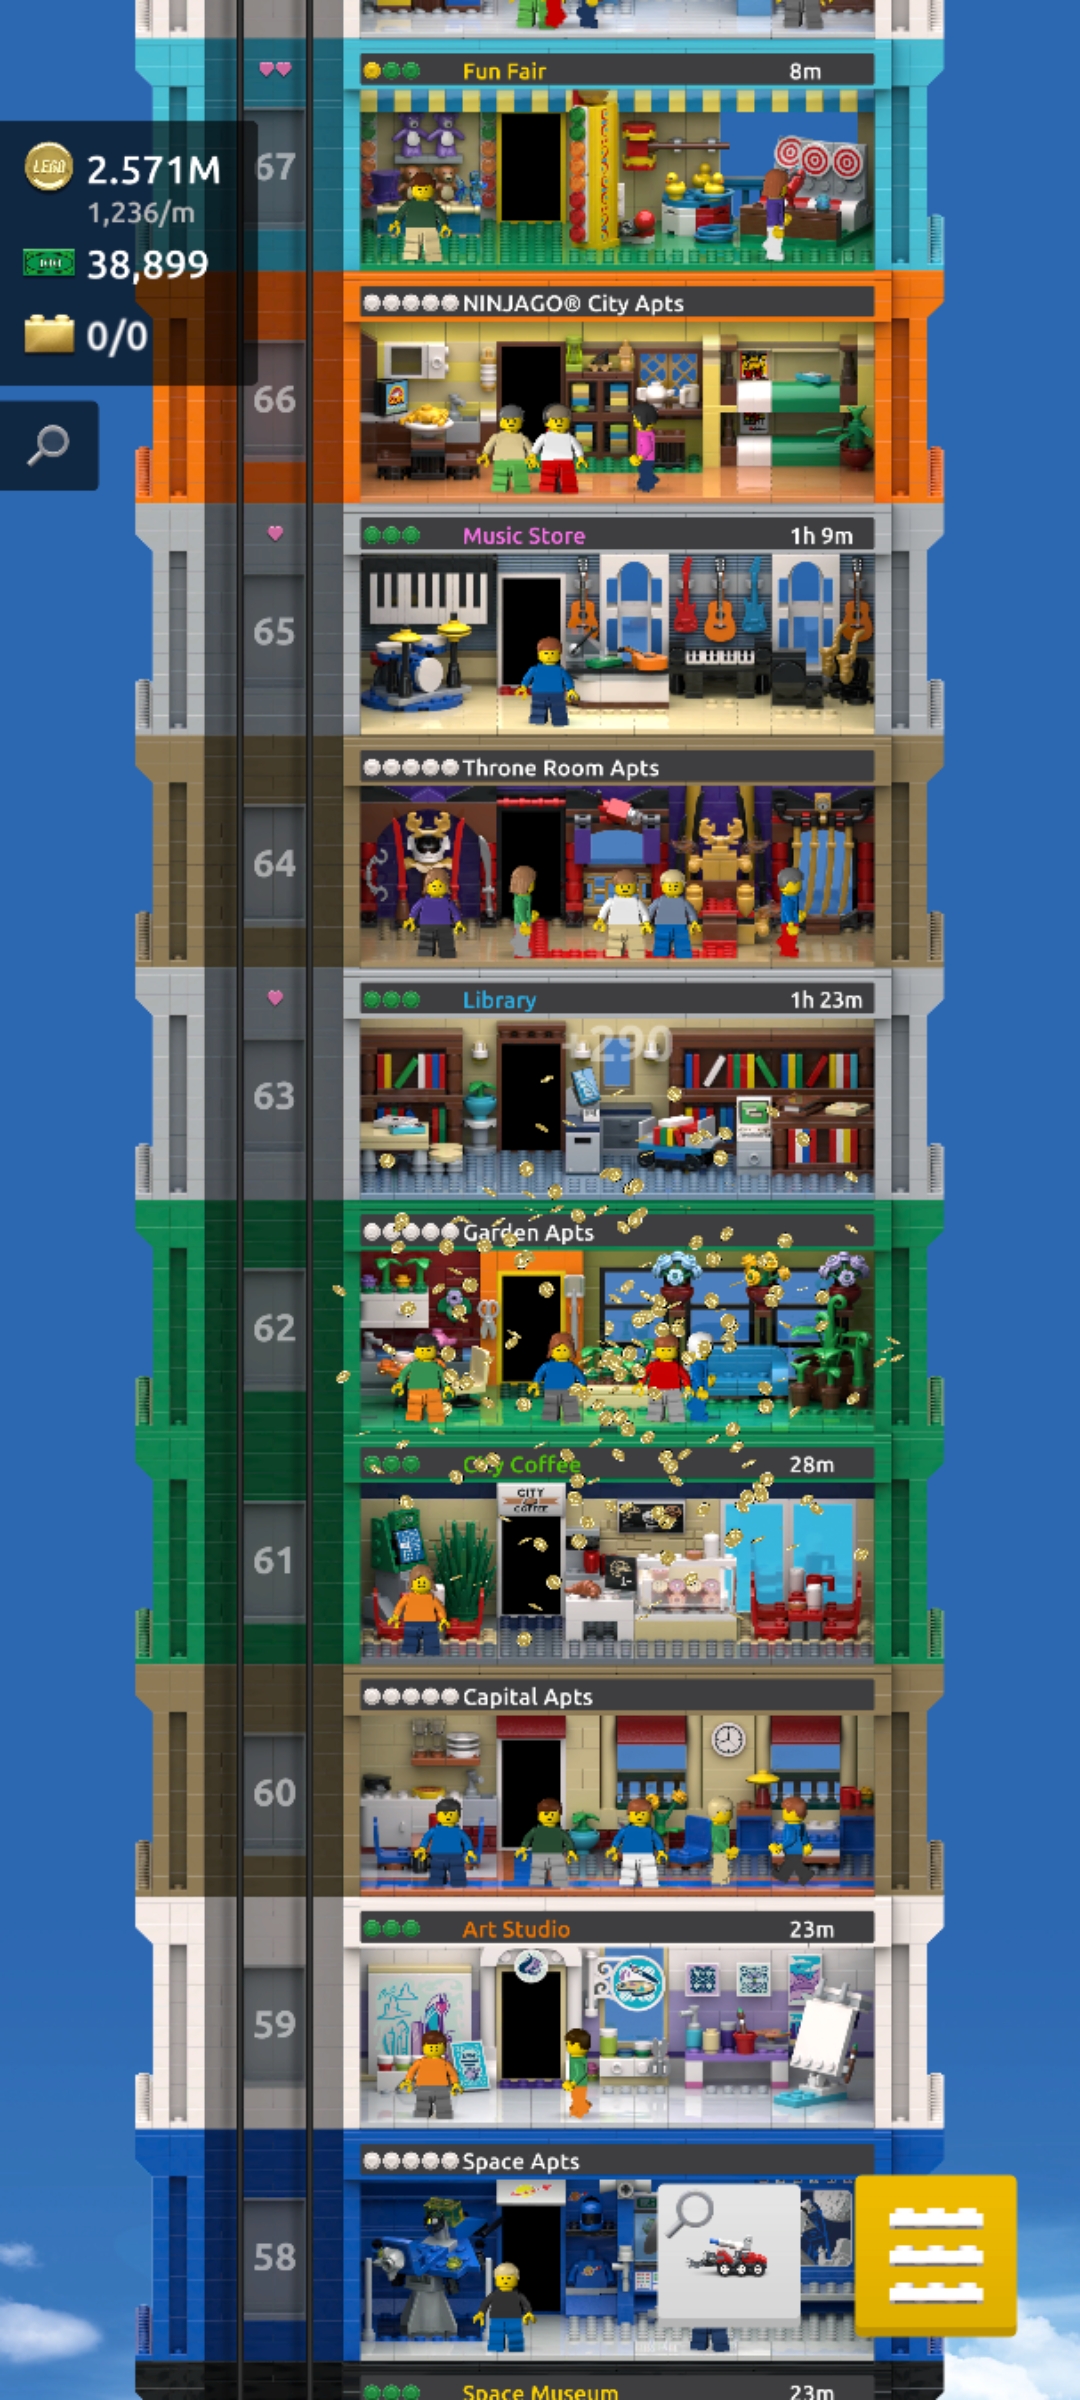 Fun Fair 8m
67
LEGO 2.571M
1,236/m
38,899
0/0
NINJAGO® City Apts
66
Music Store 1h 9m
65
Throne Room Apts
64
Library 1h 23m
+290
63
Garden Apts
62
City Coffee 28m
CITY
COFFEE
61
Capital Apts
60
Art Studio 23m
59
Space Apts
58
Space Museum 23m